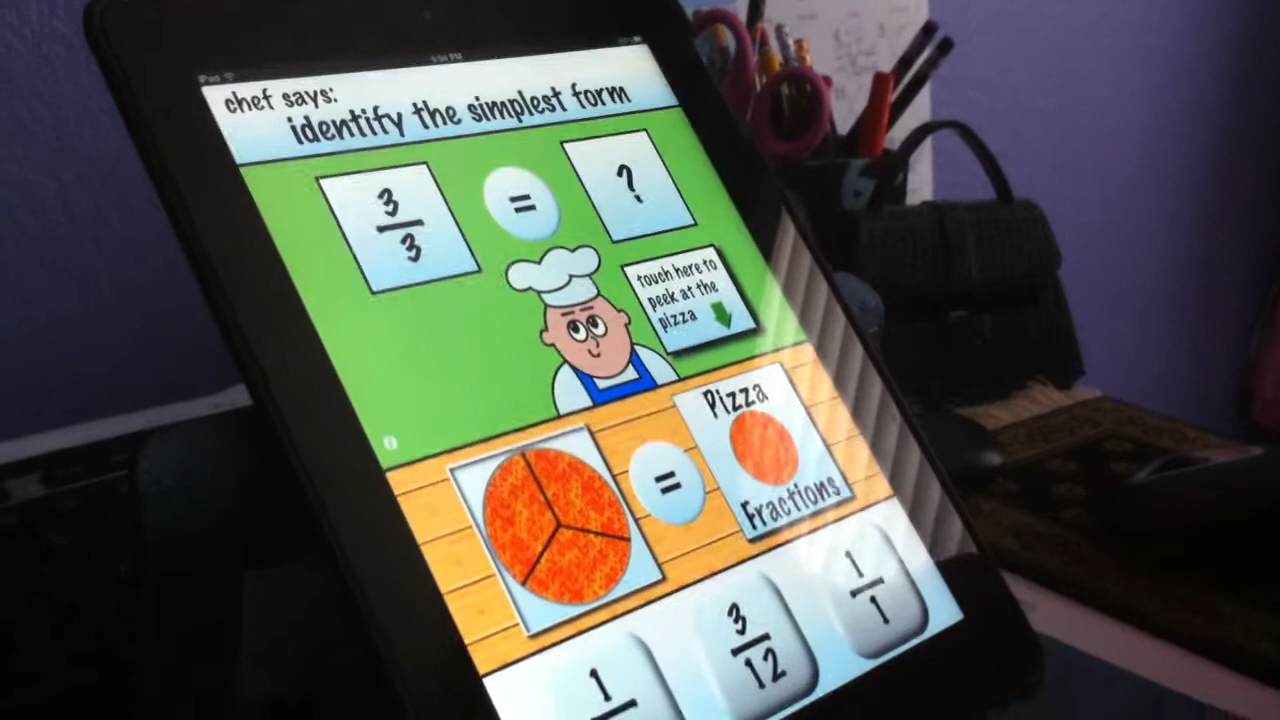 iPad
chef says:
identify the simplest form
3
3
=
?
touch here to
peek at the
pizza
=
Pizza
Fractions
1
3
12
1
1